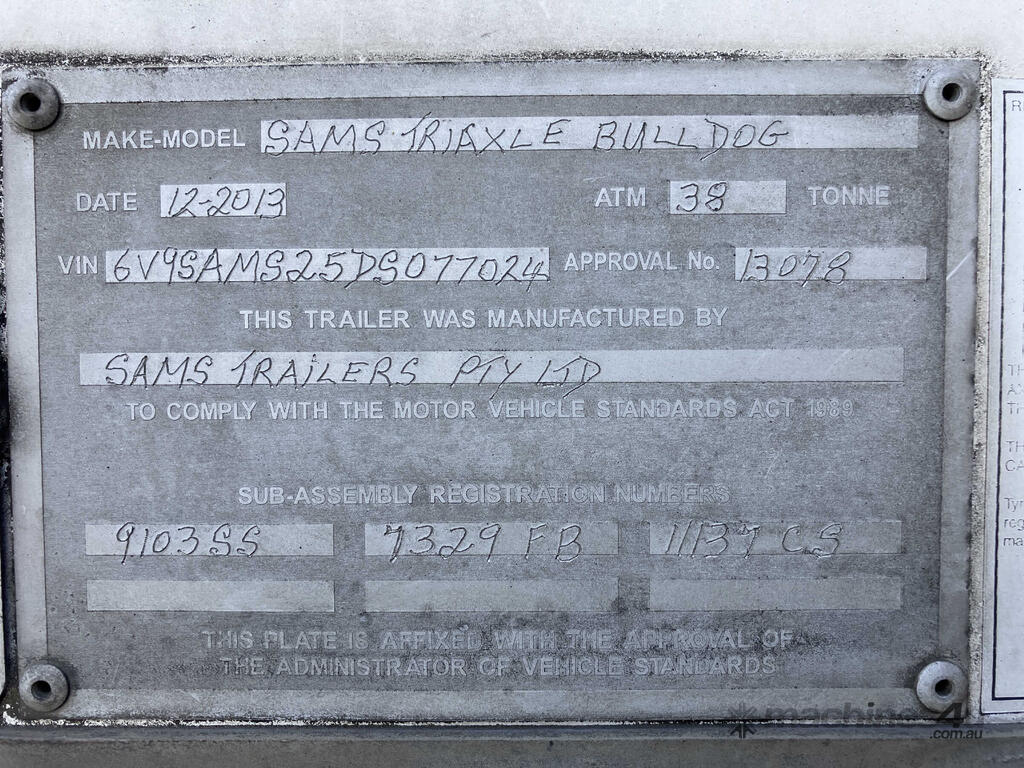 MAKE-MODEL SAMS TRIAXLE BULLDOG
DATE 12-2013 ATM 38 TONNE
VIN 6V9SAMS25DS077024 APPROVAL No. 13078
THIS TRAILER WAS MANUFACTURED BY
SAMS TRAILERS PTY LTD
TO COMPLY WITH THE MOTOR VEHICLE STANDARDS ACT 1989
SUB-ASSEMBLY REGISTRATION NUMBERS
9103SS 7329 FB 11137 CS
THIS PLATE IS AFFIXED WITH THE APPROVAL OF
THE ADMINISTRATOR OF VEHICLE STANDARDS
machines4
.com.au